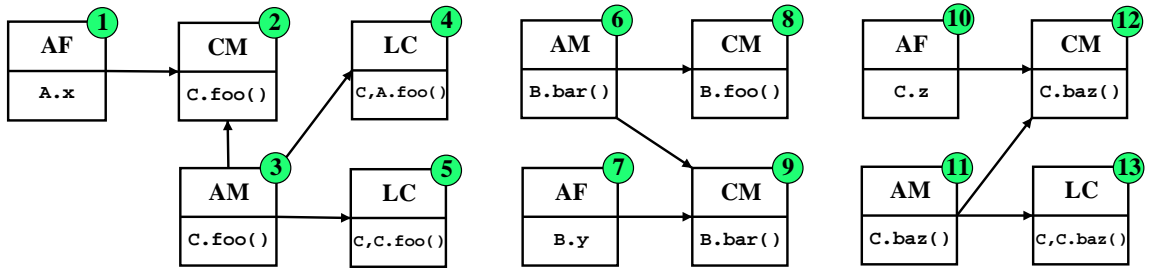 1
AF
A.x
2
CM
C.foo()
4
LC
C,A.foo()
3
AM
C.foo()
5
LC
C,C.foo()
6
AM
B.bar()
8
CM
B.foo()
7
AF
B.y
9
CM
B.bar()
10
AF
C.z
12
CM
C.baz()
11
AM
C.baz()
13
LC
C,C.baz()